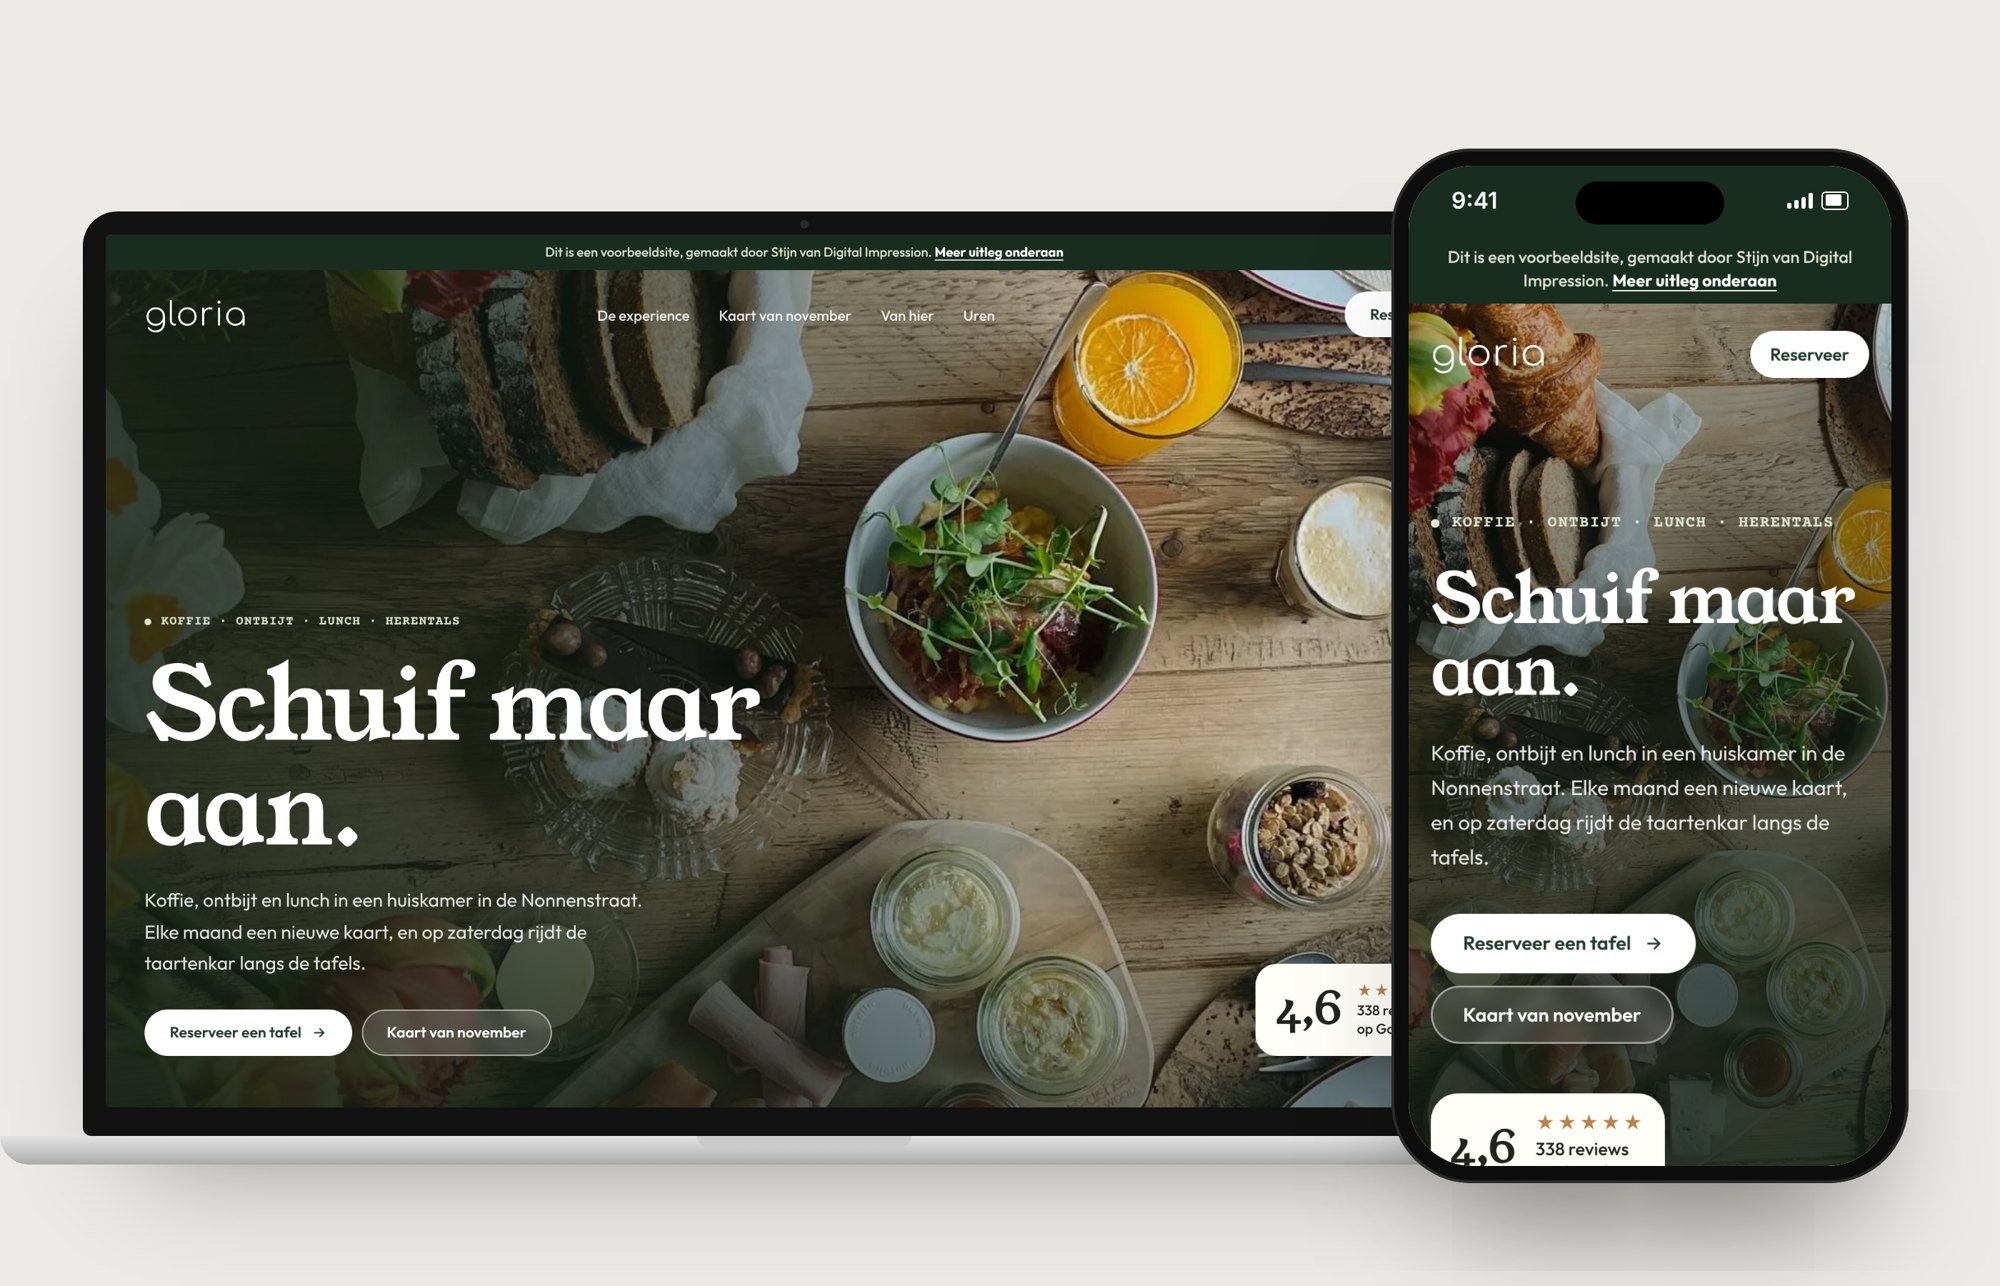 Dit is een voorbeeldsite, gemaakt door Stijn van Digital Impression. Meer uitleg onderaan
gloria
De experience
Kaart van november
Van hier
Uren
KOFFIE · ONTBIJT · LUNCH · HERENTALS
Schuif maar
aan.
Koffie, ontbijt en lunch in een huiskamer in de Nonnenstraat.
Elke maand een nieuwe kaart, en op zaterdag rijdt de
taartenkar langs de tafels.
Reserveer een tafel →
Kaart van november
4,6
338
op
9:41
Dit is een voorbeeldsite, gemaakt door Stijn van Digital
Impression. Meer uitleg onderaan
gloria
Reserveer
KOFFIE · ONTBIJT · LUNCH · HERENTALS
Schuif maar
aan.
Koffie, ontbijt en lunch in een huiskamer in de
Nonnenstraat. Elke maand een nieuwe kaart,
en op zaterdag rijdt de taartenkar langs de
tafels.
Reserveer een tafel →
Kaart van november
4,6
★★★★★
338 reviews